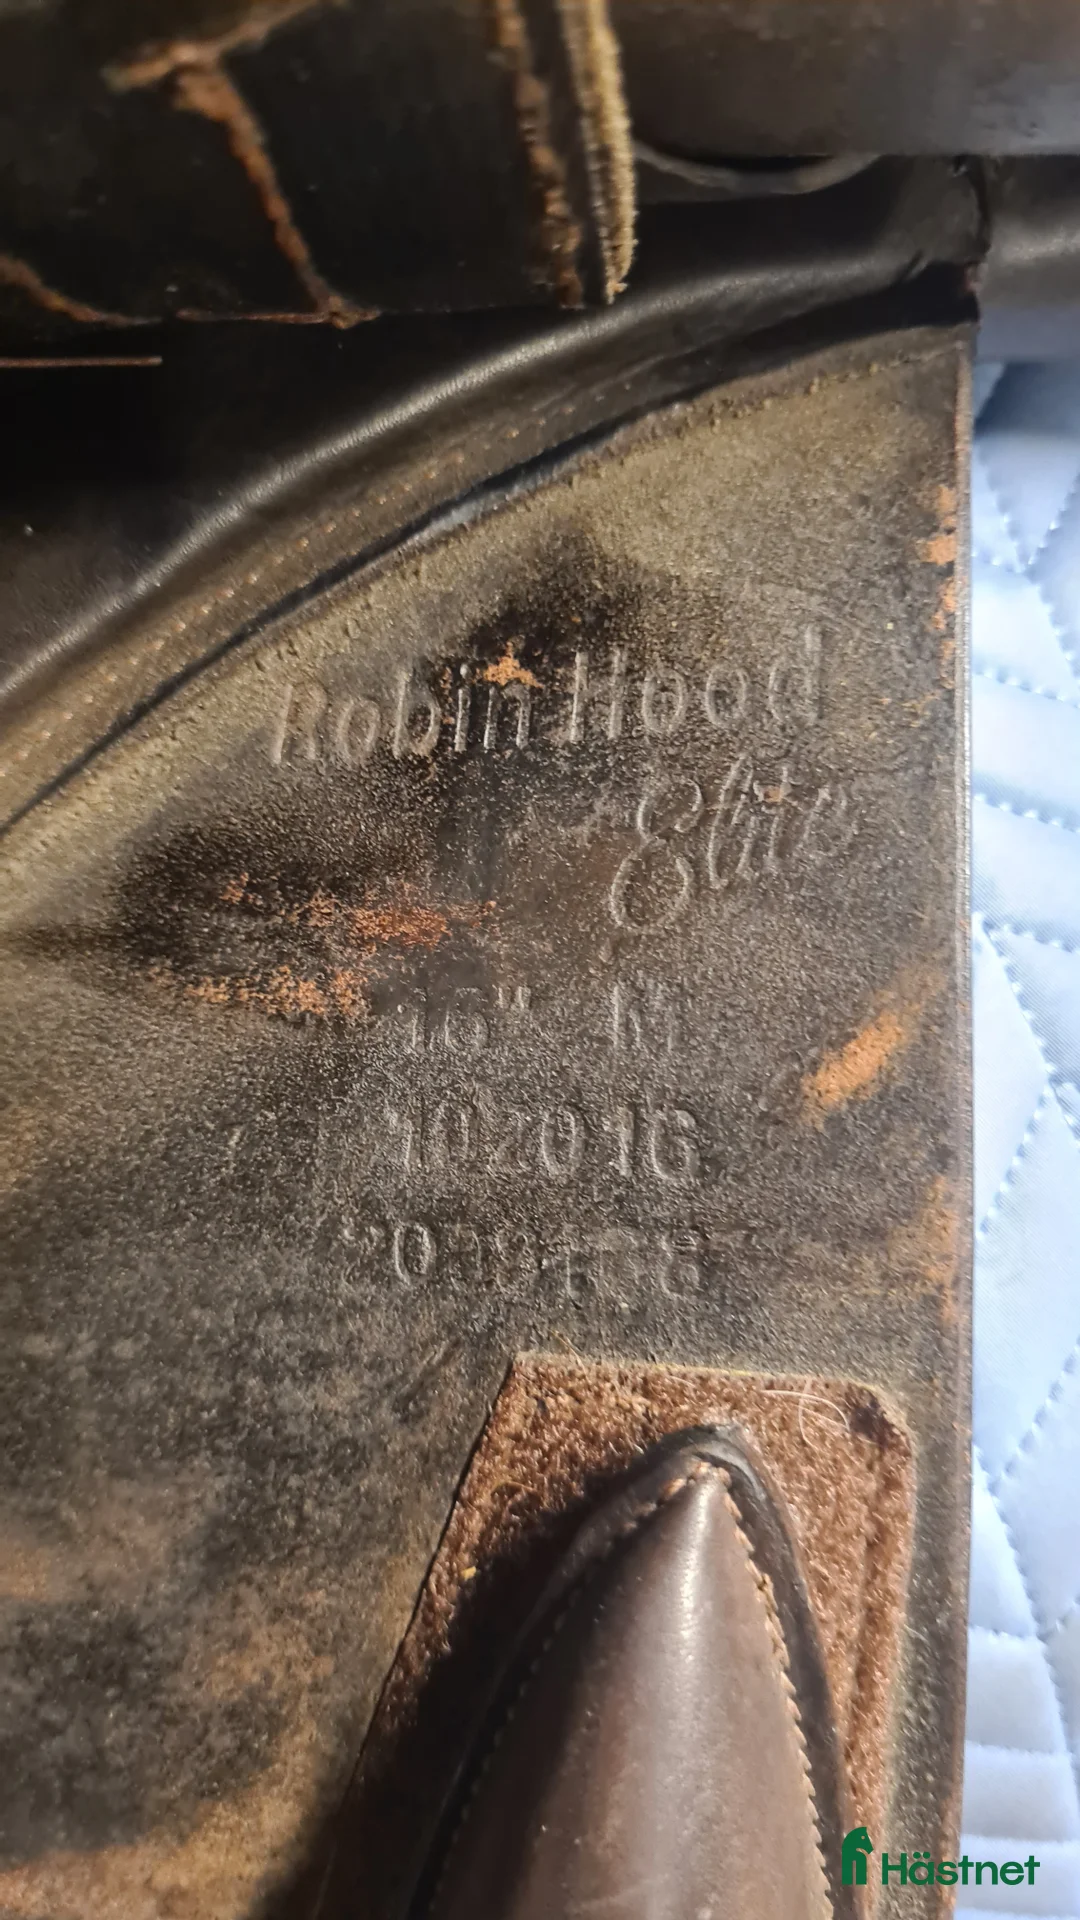 Robin Hood
Elite
16" M
102016
Hästnet